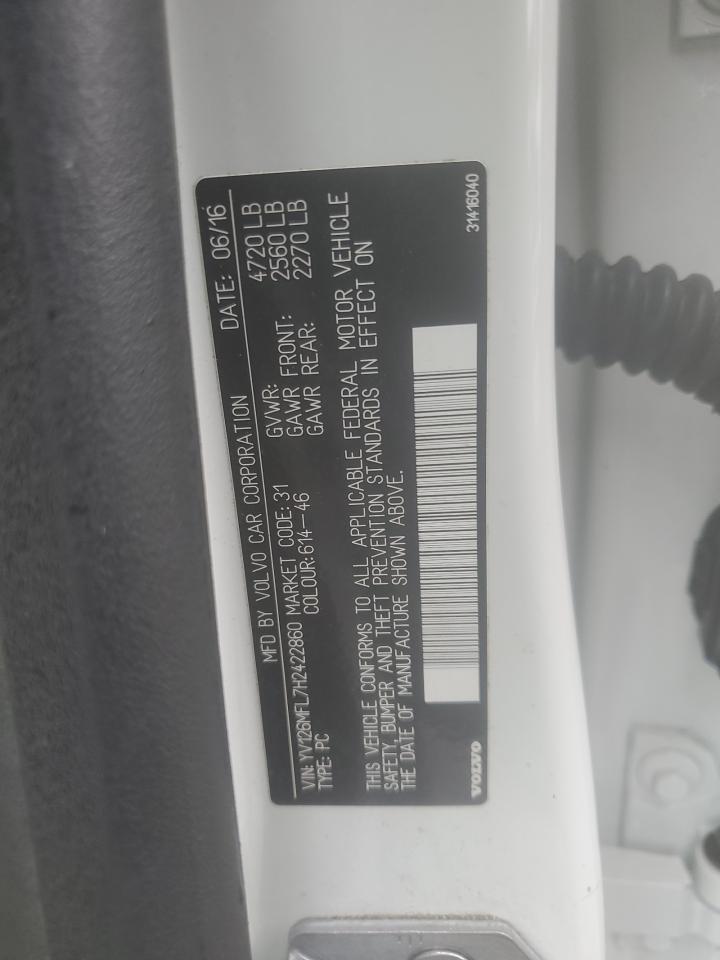 MFD BY VOLVO CAR CORPORATION DATE: 06/16
VIN: YV126MFL7H2422860 MARKET CODE: 31 GVWR: 4720 LB
TYPE: PC COLOUR: 614-46 GAWR FRONT: 2560 LB
GAWR REAR: 2270 LB
THIS VEHICLE CONFORMS TO ALL APPLICABLE FEDERAL MOTOR VEHICLE
SAFETY, BUMPER AND THEFT PREVENTION STANDARDS IN EFFECT ON
THE DATE OF MANUFACTURE SHOWN ABOVE.
VOLVO 31416040